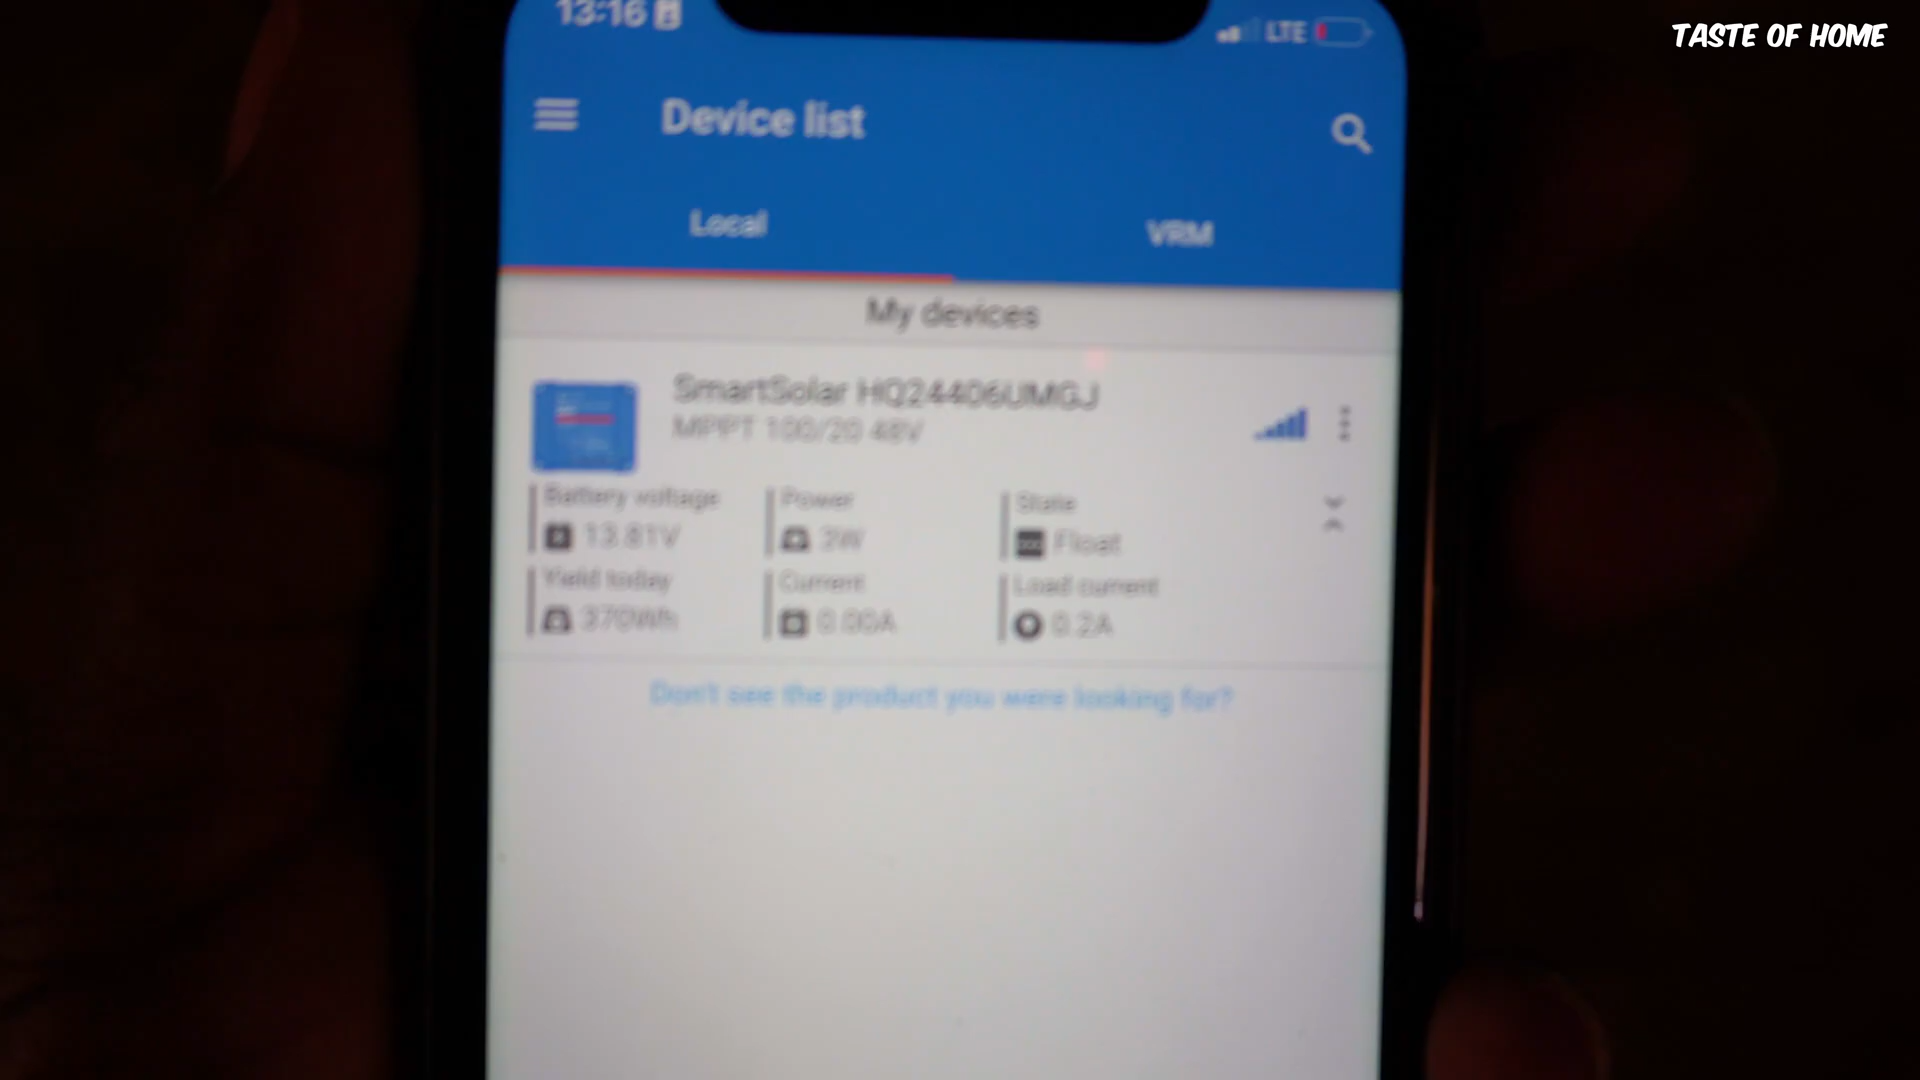 TASTE OF HOME
13:16
LTE
Device list
Local
VRM
My devices
SmartSolar HQ24406UMGJ
MPPT 100/20 48V
Battery voltage
Power
State
13.81V
3W
Float
Yield today
Current
Load current
370Wh
0.00A
0.2A
Don't see the product you were looking for?